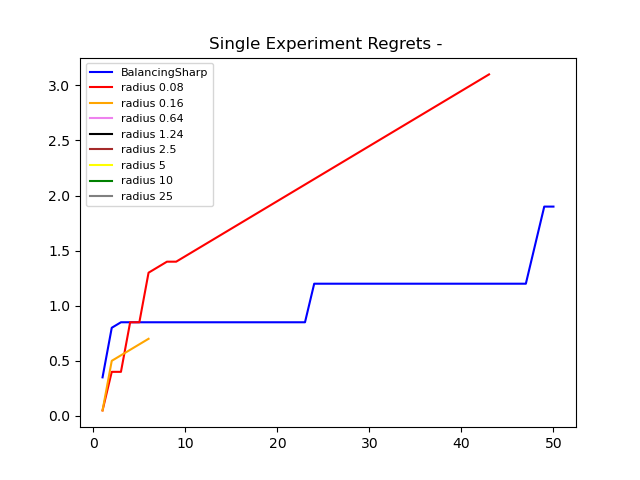 Single Experiment Regrets -
BalancingSharp
radius 0.08
radius 0.16
radius 0.64
radius 1.24
radius 2.5
radius 5
radius 10
radius 25
3.0
2.5
2.0
1.5
1.0
0.5
0.0
0 10 20 30 40 50